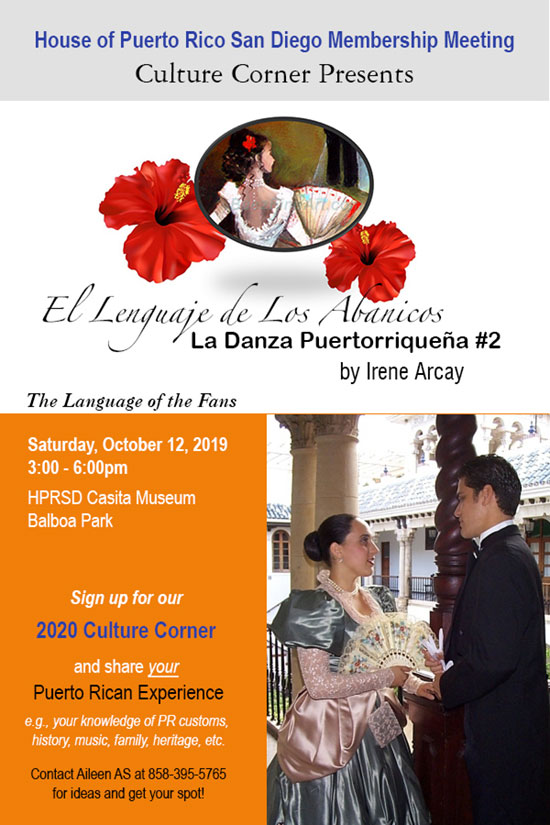 House of Puerto Rico San Diego Membership Meeting
Culture Corner Presents
El Lenguaje de Los Abanicos
La Danza Puertorriqueña #2
by Irene Arcay
The Language of the Fans
Saturday, October 12, 2019
3:00 - 6:00pm
HPRSD Casita Museum
Balboa Park
Sign up for our
2020 Culture Corner
and share your
Puerto Rican Experience
e.g., your knowledge of PR customs,
history, music, family, heritage, etc.
Contact Aileen AS at 858-395-5765
for ideas and get your spot!